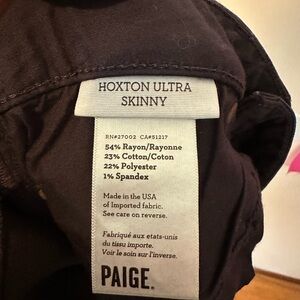 HOXTON ULTRA
SKINNY
RN#27002 CA#51217
54% Rayon/Rayonne
23% Cotton/Coton
22% Polyester
1% Spandex
Made in the USA
of Imported fabric.
See care on reverse.
Fabriqué aux etats-unis
du tissu importe.
Voir le soin sur l'inverse.
PAIGE.